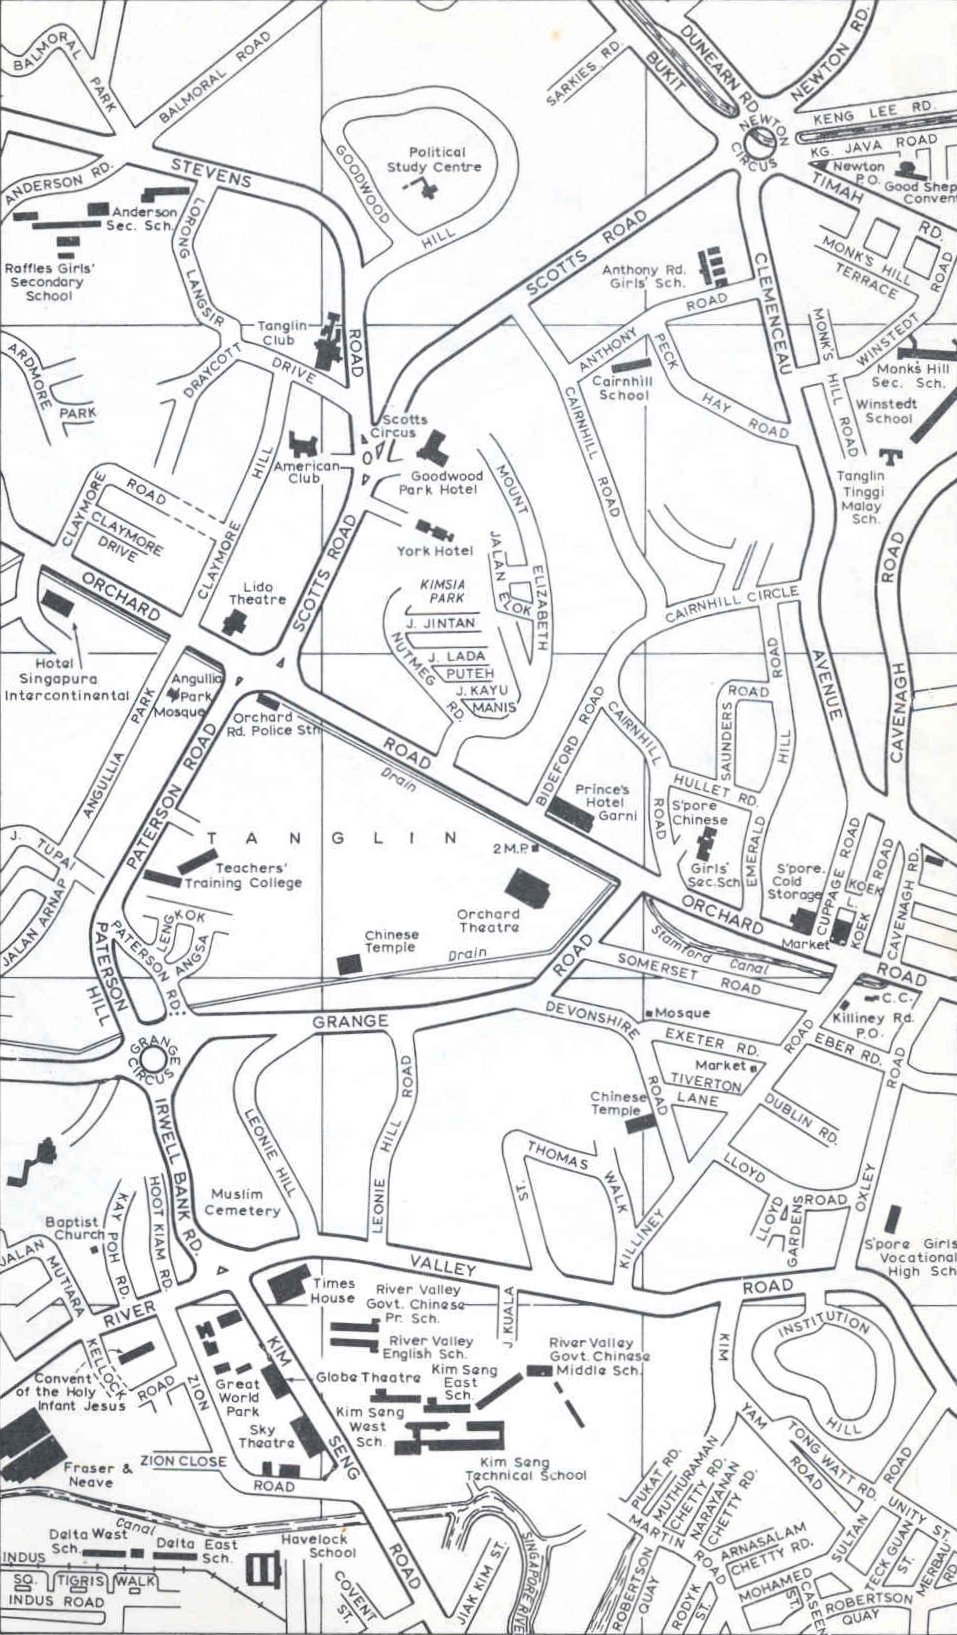 BALMORAL
PARK
BALMORAL ROAD
SARKIES RD.
BUKIT
DUNEARN RD.
NEWTON RD.
NEWTON
CIRCUS
KENG LEE RD.
KG. JAVA ROAD
Newton
P.O.
Good Shep
Convent
TIMAH
RD.
ANDERSON RD.
STEVENS
ROAD
Anderson
Sec. Sch.
Raffles Girls'
Secondary
School
LORONG LANGSIR
GOODWOOD
HILL
Political
Study Centre
SCOTTS ROAD
Anthony Rd.
Girls' Sch.
ANTHONY ROAD
CLEMENCEAU
MONK'S HILL
TERRACE
WINSTEDT
ROAD
MONK'S HILL ROAD
Monk's Hill
Sec. Sch.
Winstedt
School
Tanglin
Tinggi
Malay
Sch.
Tanglin
Club
DRAYCOTT
DRIVE
ARDMORE
PARK
Cairnhill
School
PECK
HAY ROAD
CAIRNHILL ROAD
Scotts
Circus
American
Club
Goodwood
Park Hotel
York Hotel
CLAYMORE
ROAD
CLAYMORE
DRIVE
CLAYMORE HILL
MOUNT
ELIZABETH
JALAN ELOK
KIMSIA
PARK
J. JINTAN
J. LADA
PUTEH
J. KAYU
MANIS
NUTMEG
RD.
CAIRNHILL CIRCLE
ROAD
AVENUE
CAVENAGH
ORCHARD
Lido
Theatre
SCOTTS ROAD
Hotel
Singapura
Intercontinental
Angullia
Park
Mosque
ANGULLIA PARK
Orchard
Rd. Police Stn.
ROAD
Drain
BIDEFORD ROAD
CAIRNHILL
ROAD
SAUNDERS
ROAD
HULLET RD.
EMERALD
HILL
ROAD
Prince's
Hotel
Garni
S'pore
Chinese
Girls'
Sec. Sch.
S'pore.
Cold
Storage
Market
CUPPAGE ROAD
KOEK
KOEK ROAD
CAVENAGH RD.
PATERSON ROAD
TANGLIN
2 M.P.
Teachers'
Training College
Orchard
Theatre
Chinese
Temple
Drain
J. TUPAI
JALAN ARNAP
KOK
LENG
ANGSA
PATERSON RD.
PATERSON
HILL
ORCHARD
ROAD
Stamford Canal
SOMERSET
ROAD
GRANGE
ROAD
GRANGE
CIRCUS
DEVONSHIRE
ROAD
Mosque
EXETER RD.
Market
TIVERTON
LANE
Killiney Rd.
P.O.
C.C.
EBER RD.
ROAD
DUBLIN RD.
Chinese
Temple
LLOYD
ROAD
LLOYD
GARDENS
OXLEY
ROAD
IRWELL BANK RD.
LEONIE HILL
LEONIE HILL ROAD
THOMAS
WALK
ST.
KILLINEY
Muslim
Cemetery
Baptist
Church
KAY POH RD.
HOOT KIAM RD.
JALAN
MUTIARA
S'pore Girls
Vocational
High Sch
RIVER
VALLEY
ROAD
Times
House
River Valley
Govt. Chinese
Pr. Sch.
River Valley
English Sch.
J. KUALA
River Valley
Govt. Chinese
Middle Sch.
KIM
SENG
ROAD
Globe Theatre
Kim Seng
East
Sch.
Kim Seng
West
Sch.
Kim Seng
Technical School
Great
World
Park
Sky
Theatre
ZION
ROAD
ZION CLOSE
KELLOCK
ROAD
Convent
of the Holy
Infant Jesus
Fraser &
Neave
Canal
Delta West
Sch.
Delta East
Sch.
Havelock
School
INDUS
SQ.
TIGRIS WALK
INDUS ROAD
COVENT
ST.
JIAK KIM ST.
SINGAPORE RIVE
INSTITUTION
HILL
KIM
YAM
ROAD
TONG WATT RD.
PUKAT RD.
MUTHURAMAN
CHETTY RD.
NARAYANAN
CHETTY RD.
MARTIN ROAD
ARNASALAM
CHETTY RD.
SULTAN
ROAD
UNITY ST.
TECK GUAN
ST.
MERBAU
RD.
MOHAMED
ST.
CASEEN
ROBERTSON
QUAY
ROBERTSON
QUAY
RODYK
ST.